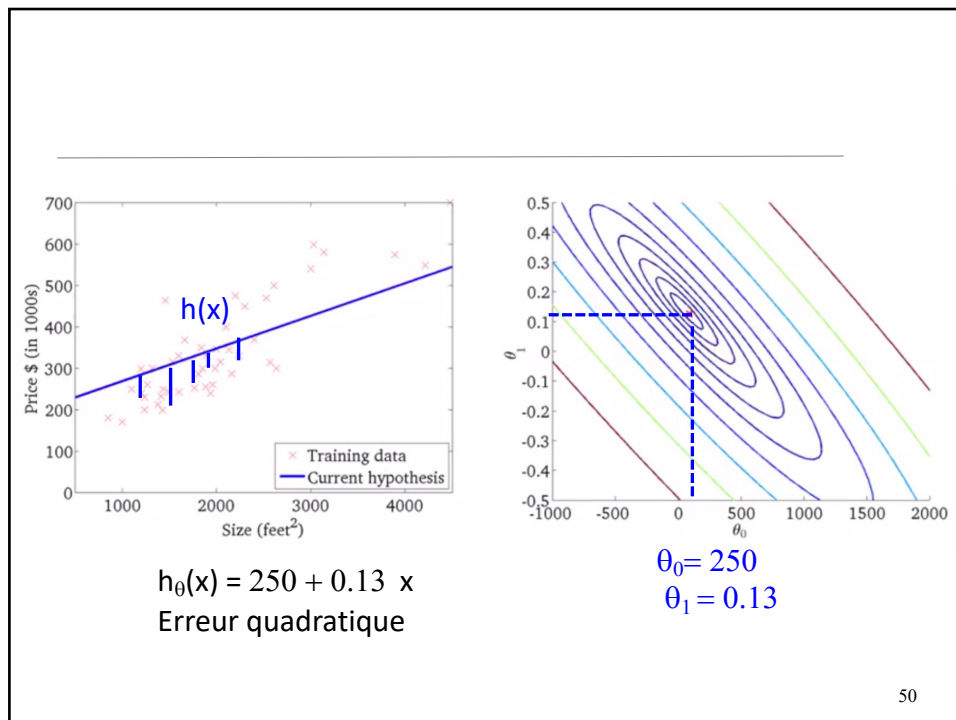 700
600
500
400
300
200
100
0
Price $ (in 1000s)
h(x)
Training data
Current hypothesis
1000 2000 3000 4000
Size (feet²)
0.5
0.4
0.3
0.2
0.1
0
-0.1
-0.2
-0.3
-0.4
-0.5
θ₁
-1000 -500 0 500 1000 1500 2000
θ₀
hθ(x) = 250 + 0.13 x
Erreur quadratique
θ₀= 250
θ₁ = 0.13
50